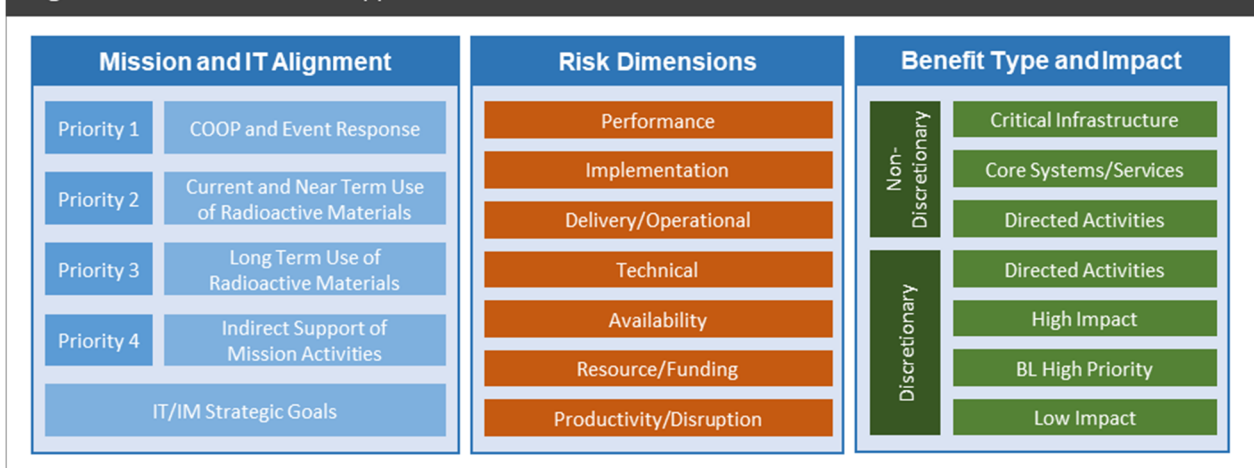 Mission and IT Alignment
Priority 1
COOP and Event Response
Priority 2
Current and Near Term Use
of Radioactive Materials
Priority 3
Long Term Use of
Radioactive Materials
Priority 4
Indirect Support of
Mission Activities
IT/IM Strategic Goals
Risk Dimensions
Performance
Implementation
Delivery/Operational
Technical
Availability
Resource/Funding
Productivity/Disruption
Benefit Type and Impact
Non-
Discretionary
Critical Infrastructure
Core Systems/Services
Directed Activities
Discretionary
Directed Activities
High Impact
BL High Priority
Low Impact